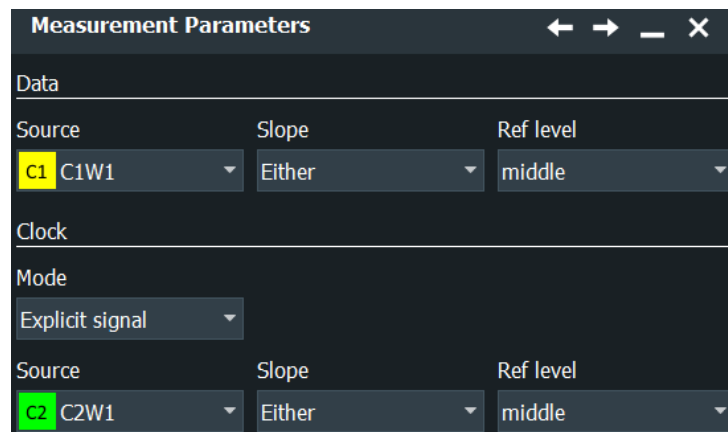 Measurement Parameters
Data
Source Slope Ref level
C1 C1W1 Either middle
Clock
Mode
Explicit signal
Source Slope Ref level
C2 C2W1 Either middle